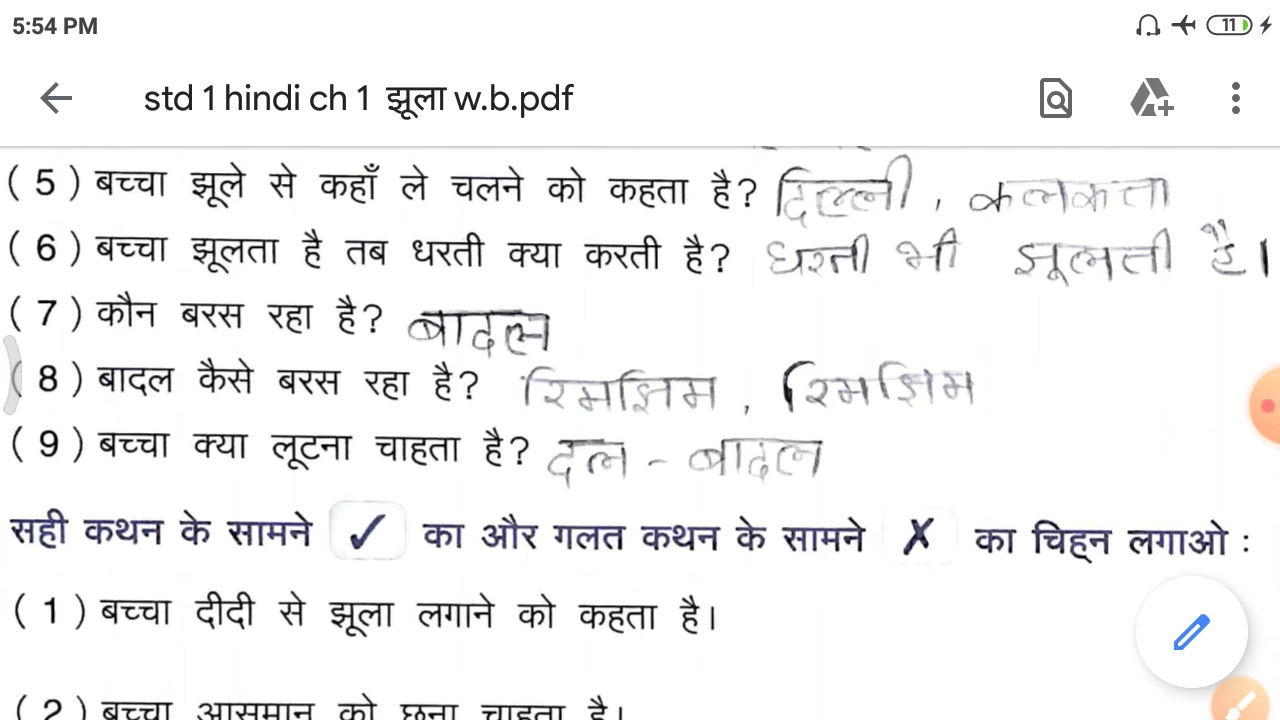 5:54 PM 11
std 1 hindi ch 1 झूला w.b.pdf
( 5 ) बच्चा झूले से कहाँ ले चलने को कहता है? दिल्ली , कलकता
( 6 ) बच्चा झूलता है तब धरती क्या करती है? धरती भी झूलती है।
( 7 ) कौन बरस रहा है? बादल
( 8 ) बादल कैसे बरस रहा है? रिमझिम , रिमझिम
( 9 ) बच्चा क्या लूटना चाहता है? दल - बादल
सही कथन के सामने ✓ का और गलत कथन के सामने ✗ का चिह्न लगाओ :
( 1 ) बच्चा दीदी से झूला लगाने को कहता है।
( 2 ) बच्चा आसमान को छूना चाहता है।